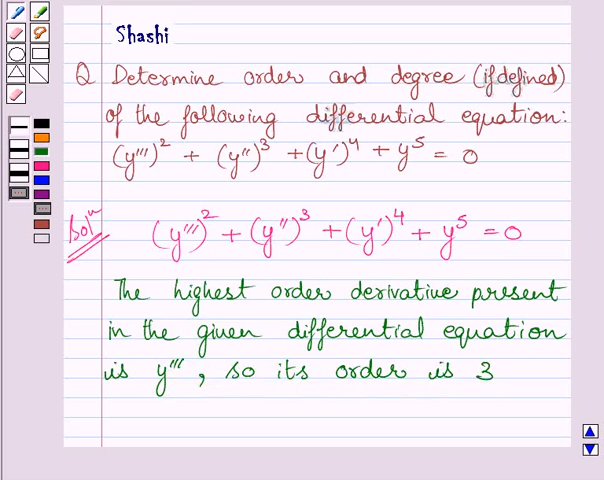 Shashi
Q Determine order and degree (if defined)
of the following differential equation:
(y''')² + (y'')³ + (y')⁴ + y⁵ = 0
Solⁿ (y''')² + (y'')³ + (y')⁴ + y⁵ = 0
The highest order derivative present
in the given differential equation
is y''', so its order is 3